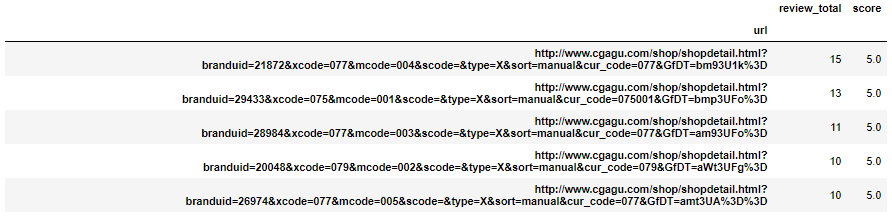 review_total score
url
http://www.cgagu.com/shop/shopdetail.html?
branduid=21872&xcode=077&mcode=004&scode=&type=X&sort=manual&cur_code=077&GfDT=bm93U1k%3D 15 5.0
http://www.cgagu.com/shop/shopdetail.html?
branduid=29433&xcode=075&mcode=001&scode=&type=X&sort=manual&cur_code=075001&GfDT=bmp3UFo%3D 13 5.0
http://www.cgagu.com/shop/shopdetail.html?
branduid=28984&xcode=077&mcode=003&scode=&type=X&sort=manual&cur_code=077&GfDT=am93UFo%3D 11 5.0
http://www.cgagu.com/shop/shopdetail.html?
branduid=20048&xcode=079&mcode=002&scode=&type=X&sort=manual&cur_code=079&GfDT=aWt3UFg%3D 10 5.0
http://www.cgagu.com/shop/shopdetail.html?
branduid=26974&xcode=077&mcode=005&scode=&type=X&sort=manual&cur_code=077&GfDT=amt3UA%3D%3D 10 5.0